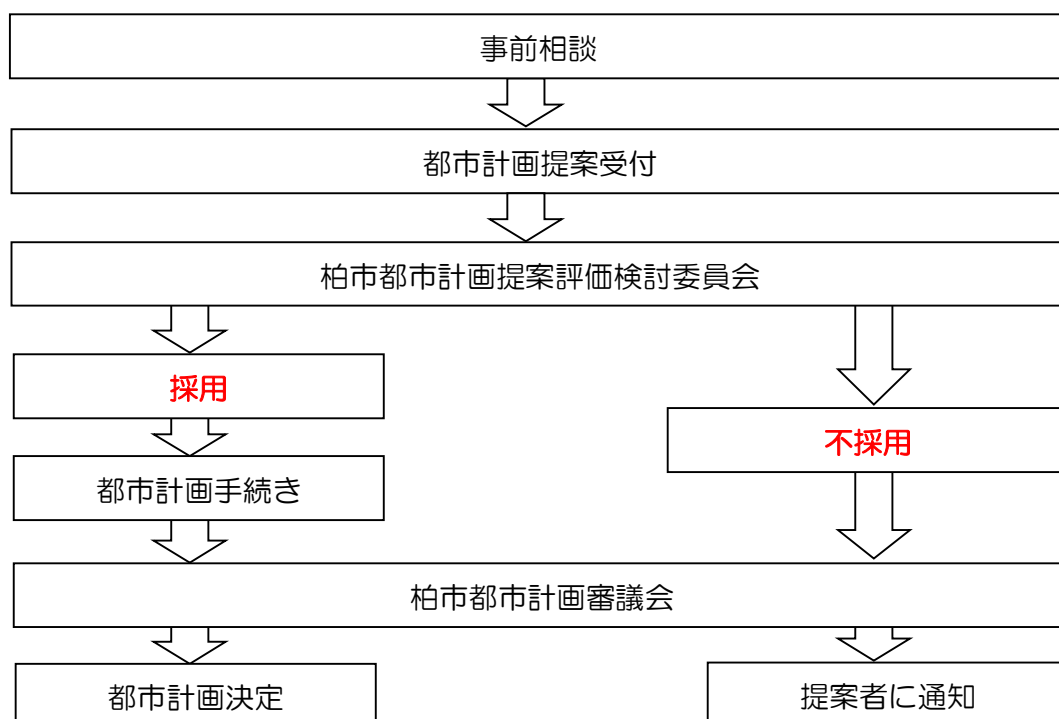 事前相談
都市計画提案受付
柏市都市計画提案評価検討委員会
採用
不採用
都市計画手続き
柏市都市計画審議会
都市計画決定
提案者に通知